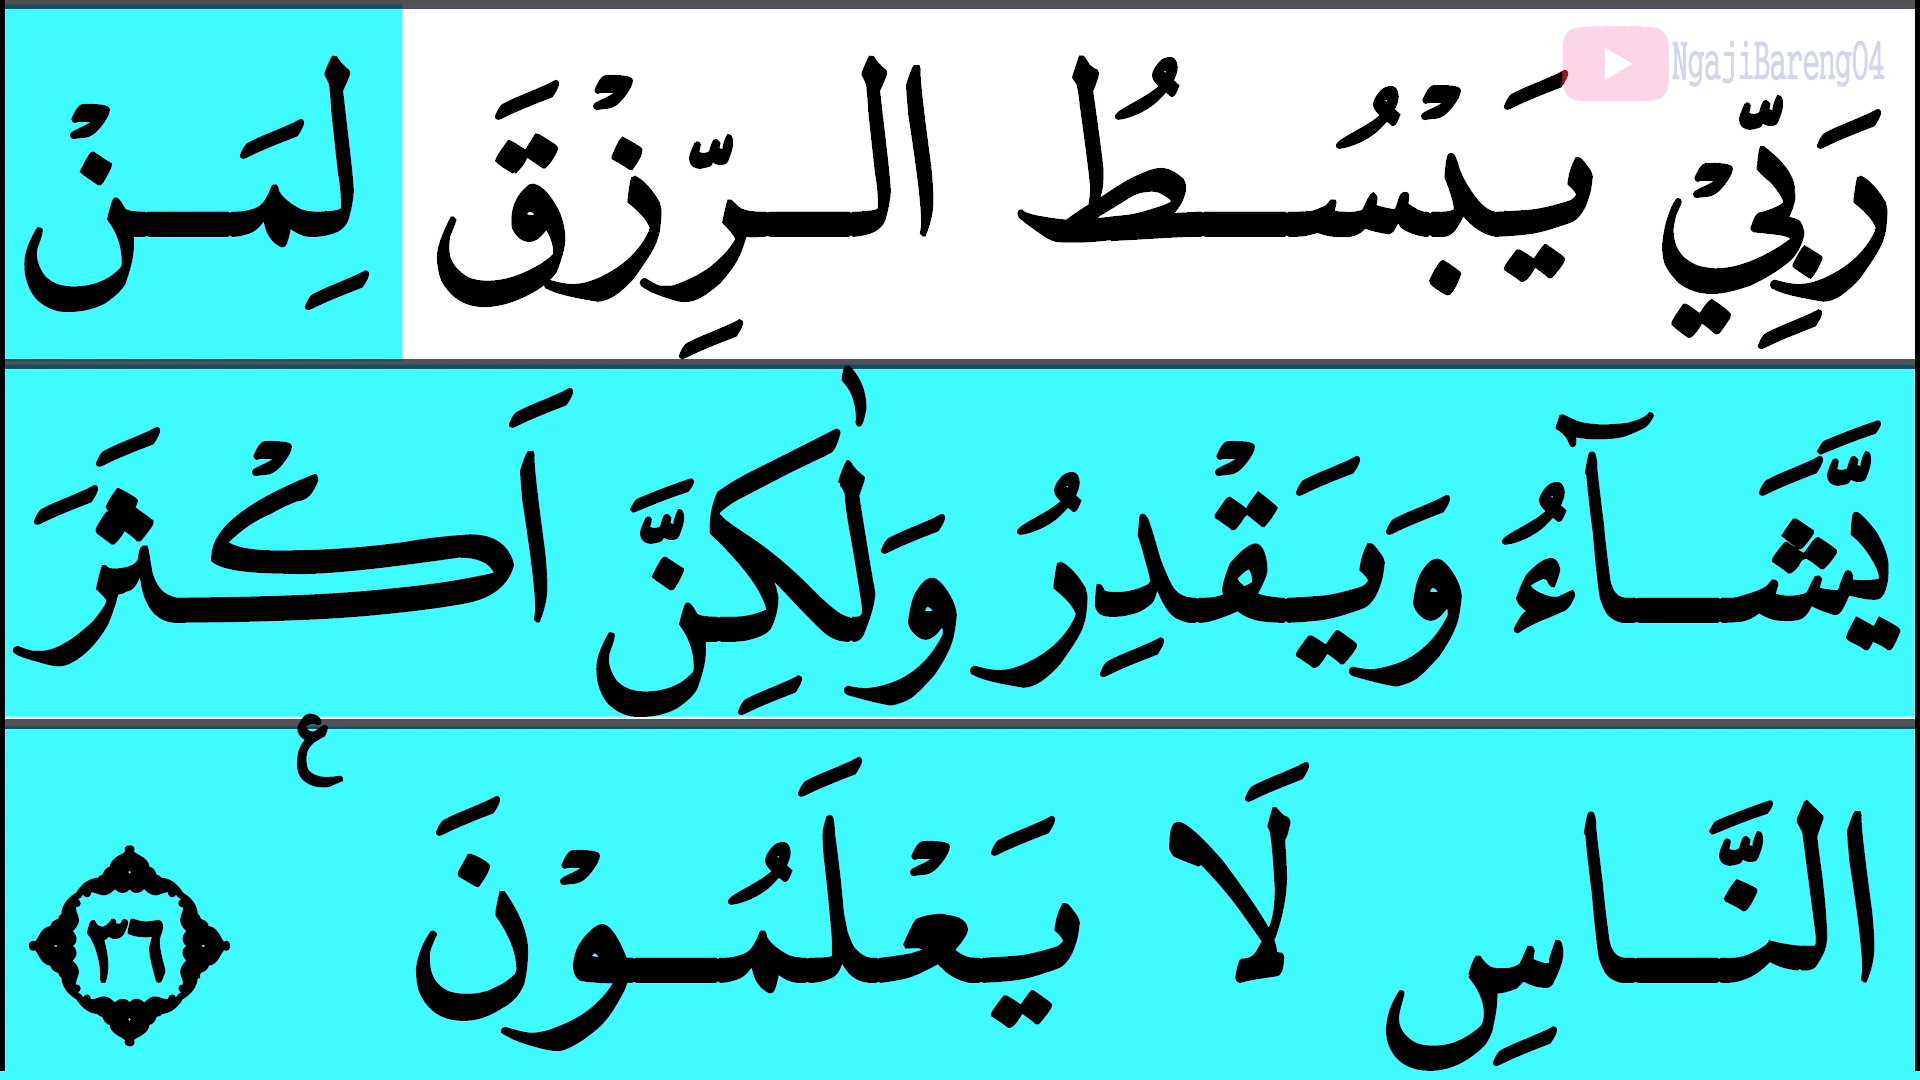 NgajiBareng04
رَبِّيْ يَبْسُطُ الرِّزْقَ لِمَنْ
يَّشَآءُ وَيَقْدِرُ وَلٰكِنَّ اَكْثَرَ
النَّاسِ لَا يَعْلَمُوْنَ ࣖ ٣٦